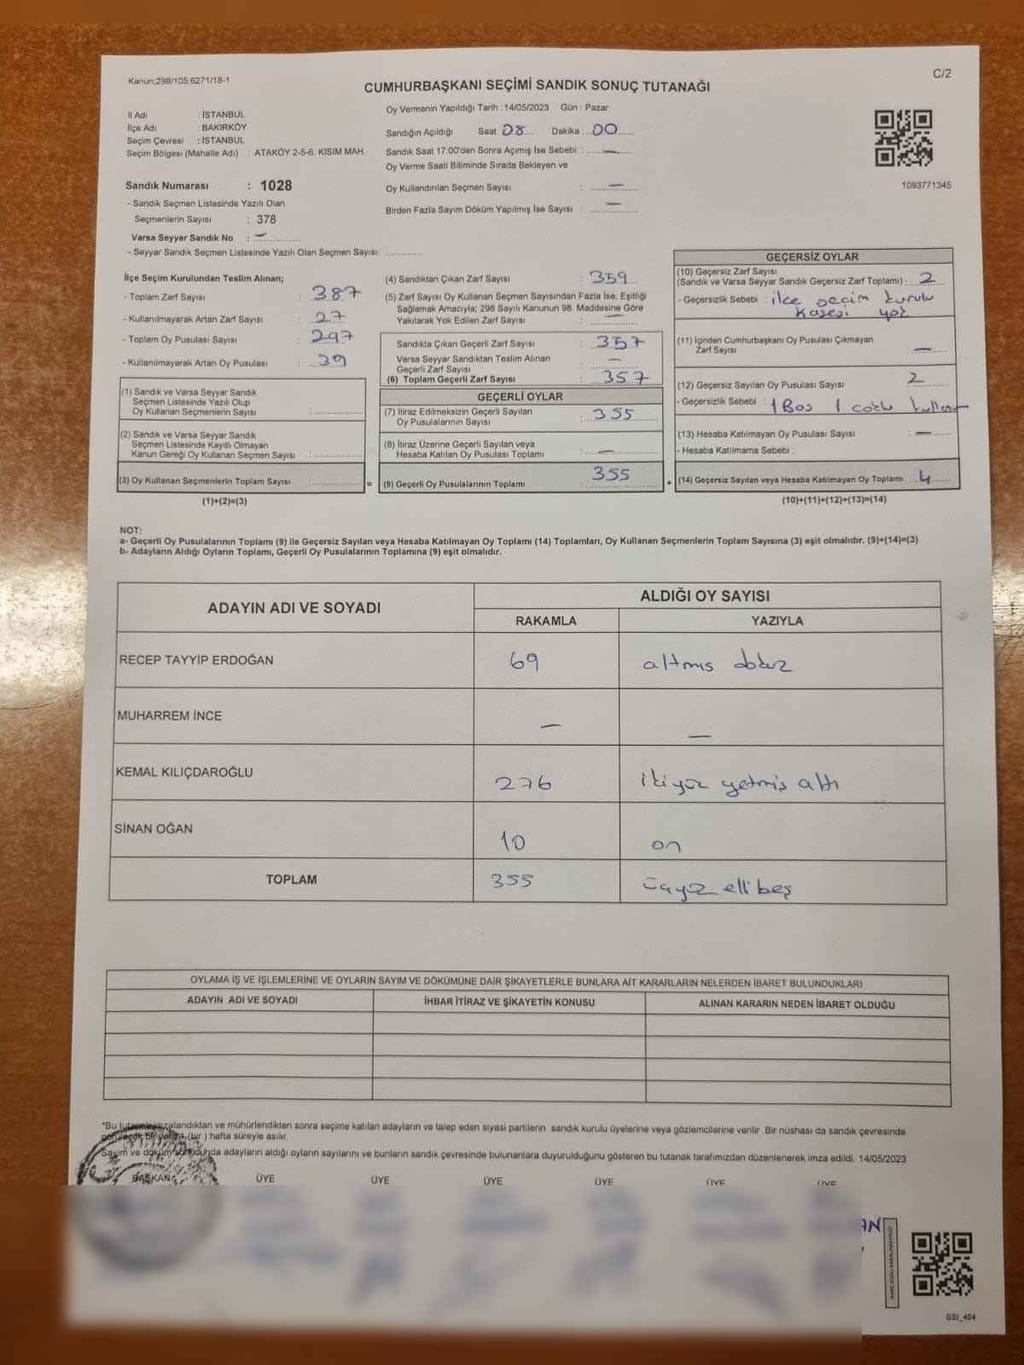 Kanun:298/105,6271/18-1
C/2
CUMHURBAŞKANI SEÇİMİ SANDIK SONUÇ TUTANAĞI
İl Adı : İSTANBUL
İlçe Adı : BAKIRKÖY
Seçim Çevresi : İSTANBUL
Seçim Bölgesi (Mahalle Adı) : ATAKÖY 2-5-6. KISIM MAH.
Sandık Numarası : 1028
- Sandık Seçmen Listesinde Yazılı Olan
Seçmenlerin Sayısı : 378
Varsa Seyyar Sandık No : —
- Seyyar Sandık Seçmen Listesinde Yazılı Olan Seçmen Sayısı:
Oy Vermenin Yapıldığı Tarih :14/05/2023 Gün : Pazar
Sandığın Açıldığı Saat 08 Dakika : 00
Sandık Saat 17:00'den Sonra Açımış İse Sebebi : —
Oy Verme Saati Bitiminde Sırada Bekleyen ve
Oy Kullandırılan Seçmen Sayısı : —
Birden Fazla Sayım Döküm Yapılmış İse Sayısı : —
1093771345
İlçe Seçim Kurulundan Teslim Alınan;
- Toplam Zarf Sayısı : 387
- Kullanılmayarak Artan Zarf Sayısı : 27
- Toplam Oy Pusulası Sayısı : 297
- Kullanılmayarak Artan Oy Pusulası : 39
(1) Sandık ve Varsa Seyyar Sandık
Seçmen Listesinde Yazılı Olup
Oy Kullanan Seçmenlerin Sayısı :
(2) Sandık ve Varsa Seyyar Sandık
Seçmen Listesinde Kayıtlı Olmayan
Kanun Gereği Oy Kullanan Seçmen Sayısı :
(3) Oy Kullanan Seçmenlerin Toplam Sayısı :
(1)+(2)=(3)
=
(4) Sandıktan Çıkan Zarf Sayısı : 359
(5) Zarf Sayısı Oy Kullanan Seçmen Sayısından Fazla İse, Eşitliği
Sağlamak Amacıyla; 298 Sayılı Kanunun 98. Maddesine Göre
Yakılarak Yok Edilen Zarf Sayısı : —
Sandıkta Çıkan Geçerli Zarf Sayısı : 357
Varsa Seyyar Sandıktan Teslim Alınan
Geçerli Zarf Sayısı : —
(6) Toplam Geçerli Zarf Sayısı : 357
GEÇERLİ OYLAR
(7) İtiraz Edilmeksizin Geçerli Sayılan
Oy Pusulalarının Sayısı : 355
(8) İtiraz Üzerine Geçerli Sayılan veya
Hesaba Katılan Oy Pusulası Toplamı : —
(9) Geçerli Oy Pusulalarının Toplamı : 355
+
GEÇERSİZ OYLAR
(10) Geçersiz Zarf Sayısı
(Sandık ve Varsa Seyyar Sandık Geçersiz Zarf Toplamı) : 2
- Geçersizlik Sebebi : ilçe seçim kurulu
Kasesi yok
(11) İçinden Cumhurbaşkanı Oy Pusulası Çıkmayan
Zarf Sayısı : —
(12) Geçersiz Sayılan Oy Pusulası Sayısı 2
- Geçersizlik Sebebi : 1 Boş 1
(13) Hesaba Katılmayan Oy Pusulası Sayısı : —
- Hesaba Katılmama Sebebi :
(14) Geçersiz Sayılan veya Hesaba Katılmayan Oy Toplamı : 4
(10)+(11)+(12)+(13)=(14)
NOT:
a- Geçerli Oy Pusulalarının Toplamı (9) ile Geçersiz Sayılan veya Hesaba Katılmayan Oy Toplamı (14) Toplamları, Oy Kullanan Seçmenlerin Toplam Sayısına (3) eşit olmalıdır. (9)+(14)=(3)
b- Adayların Aldığı Oyların Toplamı, Geçerli Oy Pusulalarının Toplamına (9) eşit olmalıdır.
ADAYIN ADI VE SOYADI
ALDIĞI OY SAYISI
RAKAMLA YAZIYLA
RECEP TAYYİP ERDOĞAN 69 altmış dokuz
MUHARREM İNCE — —
KEMAL KILIÇDAROĞLU 276 ikiyüz yetmiş altı
SİNAN OĞAN 10 on
TOPLAM 355 üçyüz elli beş
OYLAMA İŞ VE İŞLEMLERİNE VE OYLARIN SAYIM VE DÖKÜMÜNE DAİR ŞİKAYETLERLE BUNLARA AİT KARARLARIN NELERDEN İBARET BULUNDUKLARI
ADAYIN ADI VE SOYADI İHBAR İTİRAZ VE ŞİKAYETİN KONUSU ALINAN KARARIN NEDEN İBARET OLDUĞU
*Bu tutanak imzalandıktan ve mühürlendikten sonra seçime katılan adayların ve talep eden siyasi partilerin sandık kurulu üyelerine veya gözlemcilerine verilir .Bir nüshası da sandık çevresinde
(bir ) hafta süreyle asılır.
Sayım ve döküm sonucunda adayların aldığı oyların sayılarını ve bunların sandık çevresinde bulunanlara duyurulduğunu gösteren bu tutanak tarafımızdan düzenlenerek imza edildi. 14/05/2023
BAŞKAN ÜYE ÜYE ÜYE ÜYE ÜYE ÜYE
AN
SSI_404